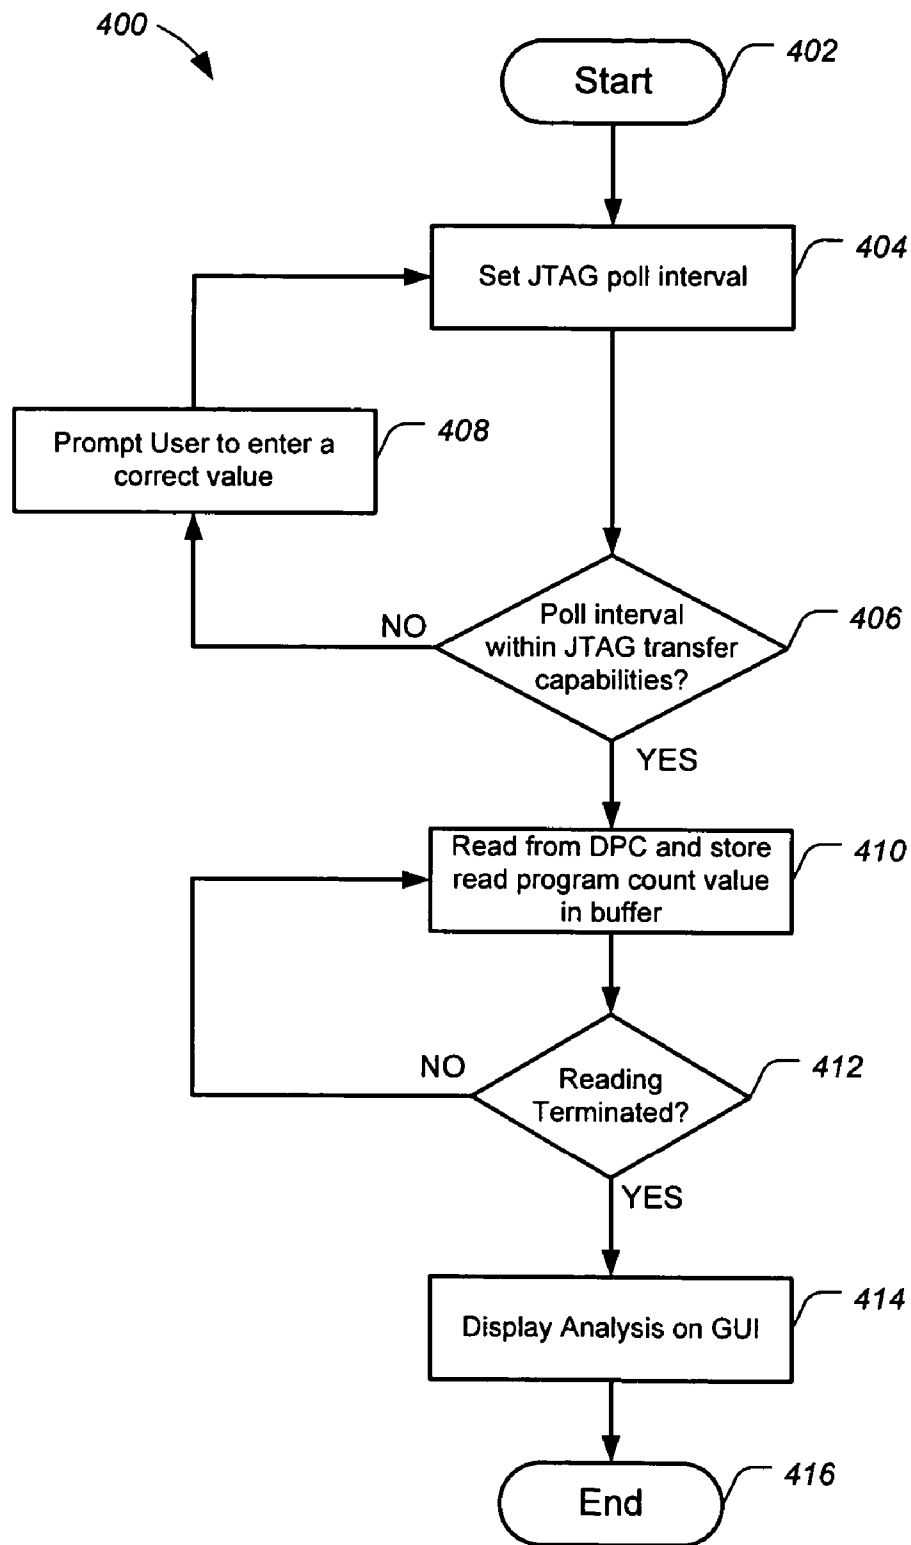 400
Start
402
Set JTAG poll interval
404
Prompt User to enter a
correct value
408
Poll interval
within JTAG transfer
capabilities?
406
NO
YES
Read from DPC and store
read program count value
in buffer
410
Reading
Terminated?
412
NO
YES
Display Analysis on GUI
414
End
416